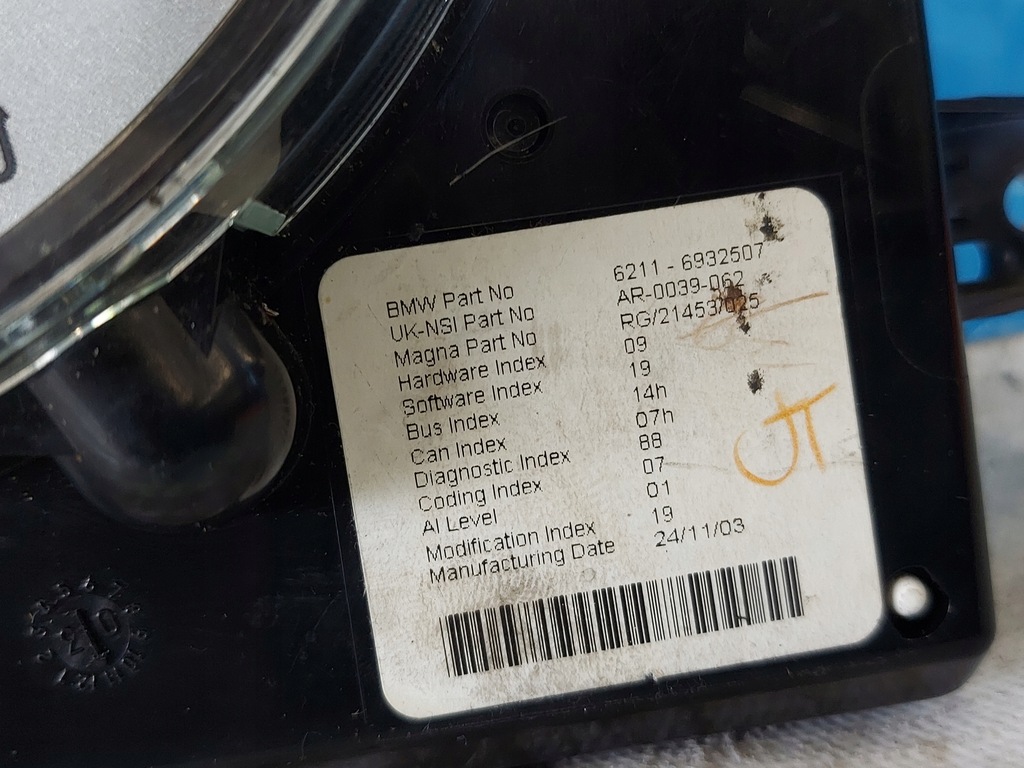 BMW Part No 6211 - 6932507
UK-NSI Part No AR-0039-062
Magna Part No RG/21453/025
Hardware Index 09
Software Index 19
Bus Index 14h
Can Index 07h
Diagnostic Index 88
Coding Index 07
AI Level 01
Modification Index 19
Manufacturing Date 24/11/03